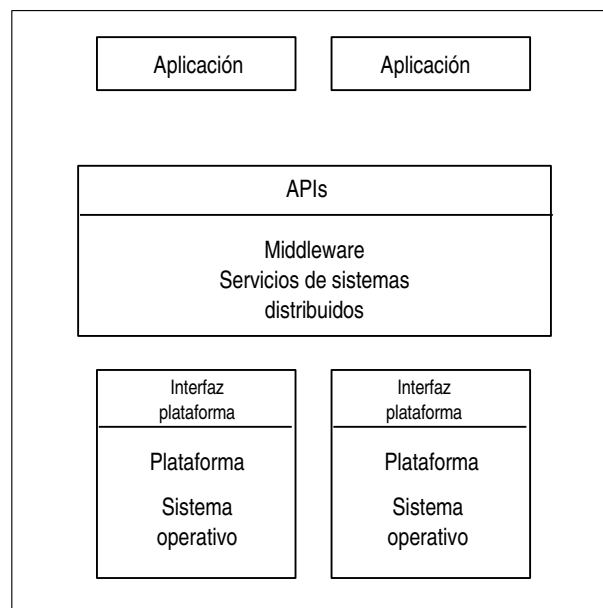 Aplicación
Aplicación
APIs
Middleware
Servicios de sistemas
distribuidos
Interfaz
plataforma
Plataforma
Sistema
operativo
Interfaz
plataforma
Plataforma
Sistema
operativo